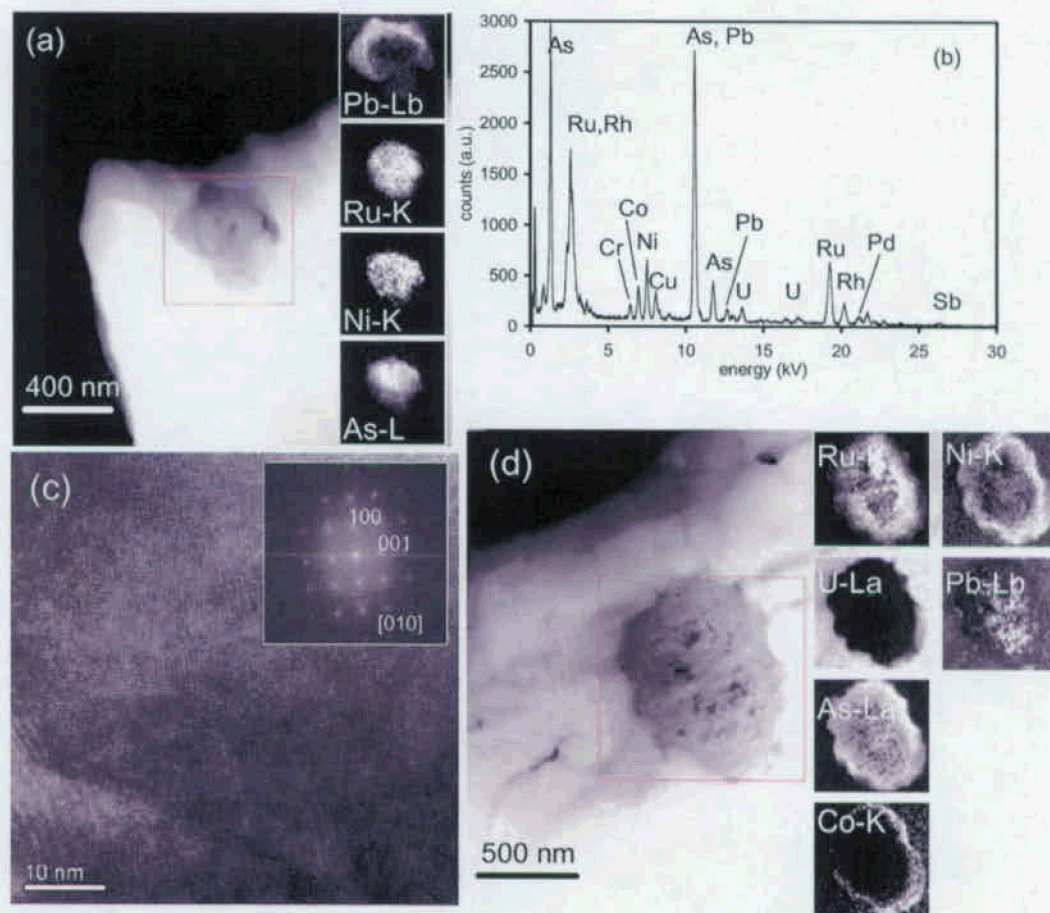 (a)
Pb-Lb
Ru-K
Ni-K
As-L
400 nm
(b)
counts (a.u.)
3000
2500
2000
1500
1000
500
0
As
Ru,Rh
As, Pb
Co
Cr
Ni
Cu
As
Pb
U
U
Ru
Rh
Pd
Sb
0
5
10
15
20
25
30
energy (kV)
(c)
100
001
[010]
10 nm
(d)
500 nm
Ru-K
Ni-K
U-La
Pb-Lb
As-La
Co-K